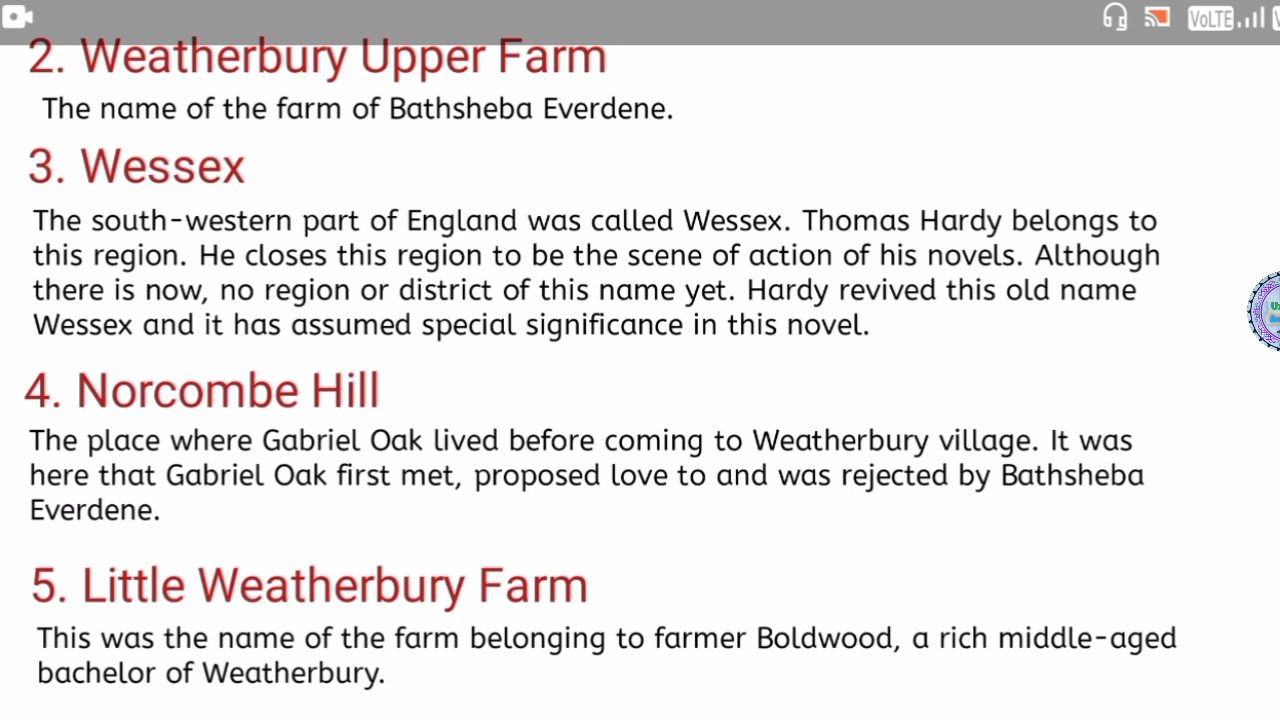 VoLTE
2. Weatherbury Upper Farm
The name of the farm of Bathsheba Everdene.
3. Wessex
The south-western part of England was called Wessex. Thomas Hardy belongs to
this region. He closes this region to be the scene of action of his novels. Although
there is now, no region or district of this name yet. Hardy revived this old name
Wessex and it has assumed special significance in this novel.
4. Norcombe Hill
The place where Gabriel Oak lived before coming to Weatherbury village. It was
here that Gabriel Oak first met, proposed love to and was rejected by Bathsheba
Everdene.
5. Little Weatherbury Farm
This was the name of the farm belonging to farmer Boldwood, a rich middle-aged
bachelor of Weatherbury.